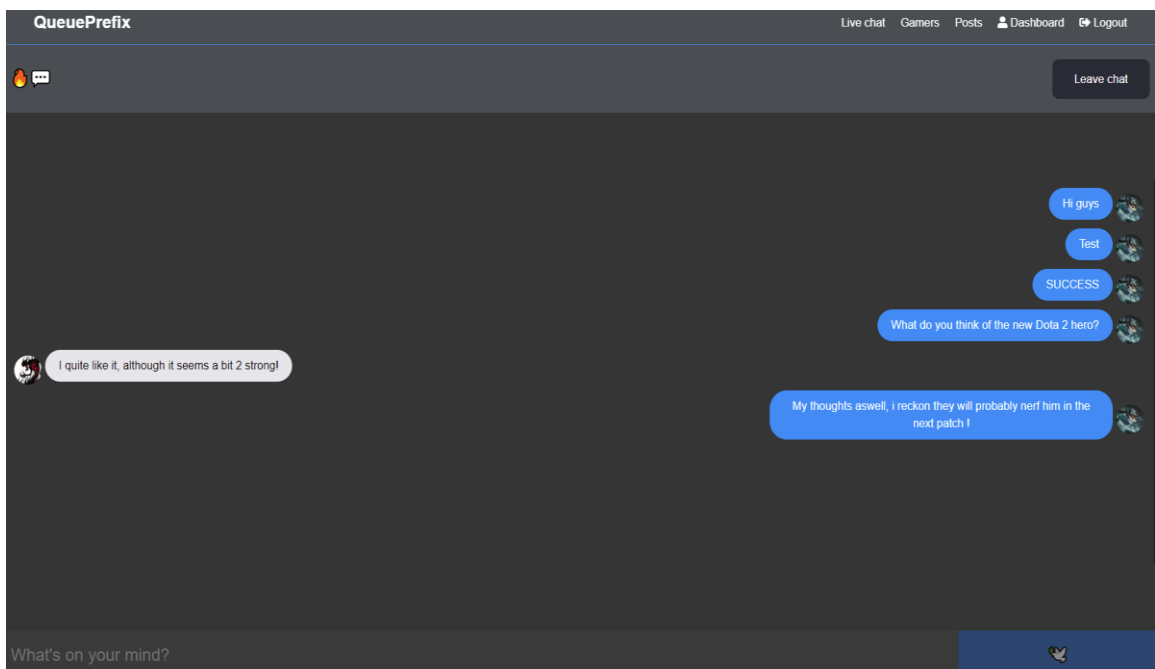 QueuePrefix
Live chat Gamers Posts Dashboard Logout
Leave chat
Hi guys
Test
SUCCESS
What do you think of the new Dota 2 hero?
I quite like it, although it seems a bit 2 strong!
My thoughts aswell, i reckon they will probably nerf him in the
next patch !
What's on your mind?